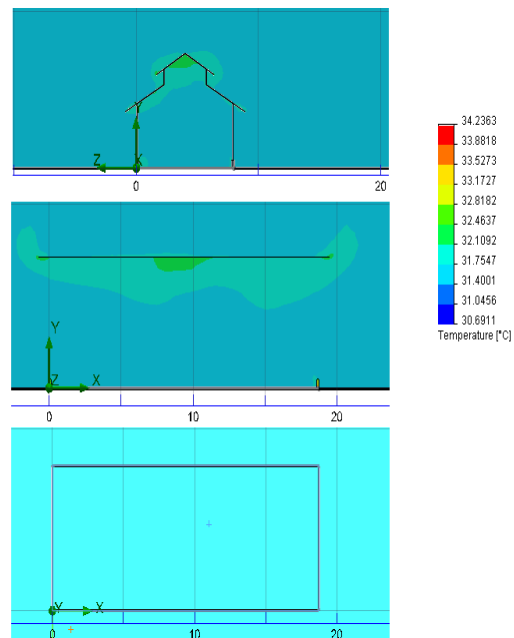 Y
Z X
0 20
Y
Z X
0 10 20
Y X
0 10 20
34.2363
33.8818
33.5273
33.1727
32.8182
32.4637
32.1092
31.7547
31.4001
31.0456
30.6911
Temperature [°C]